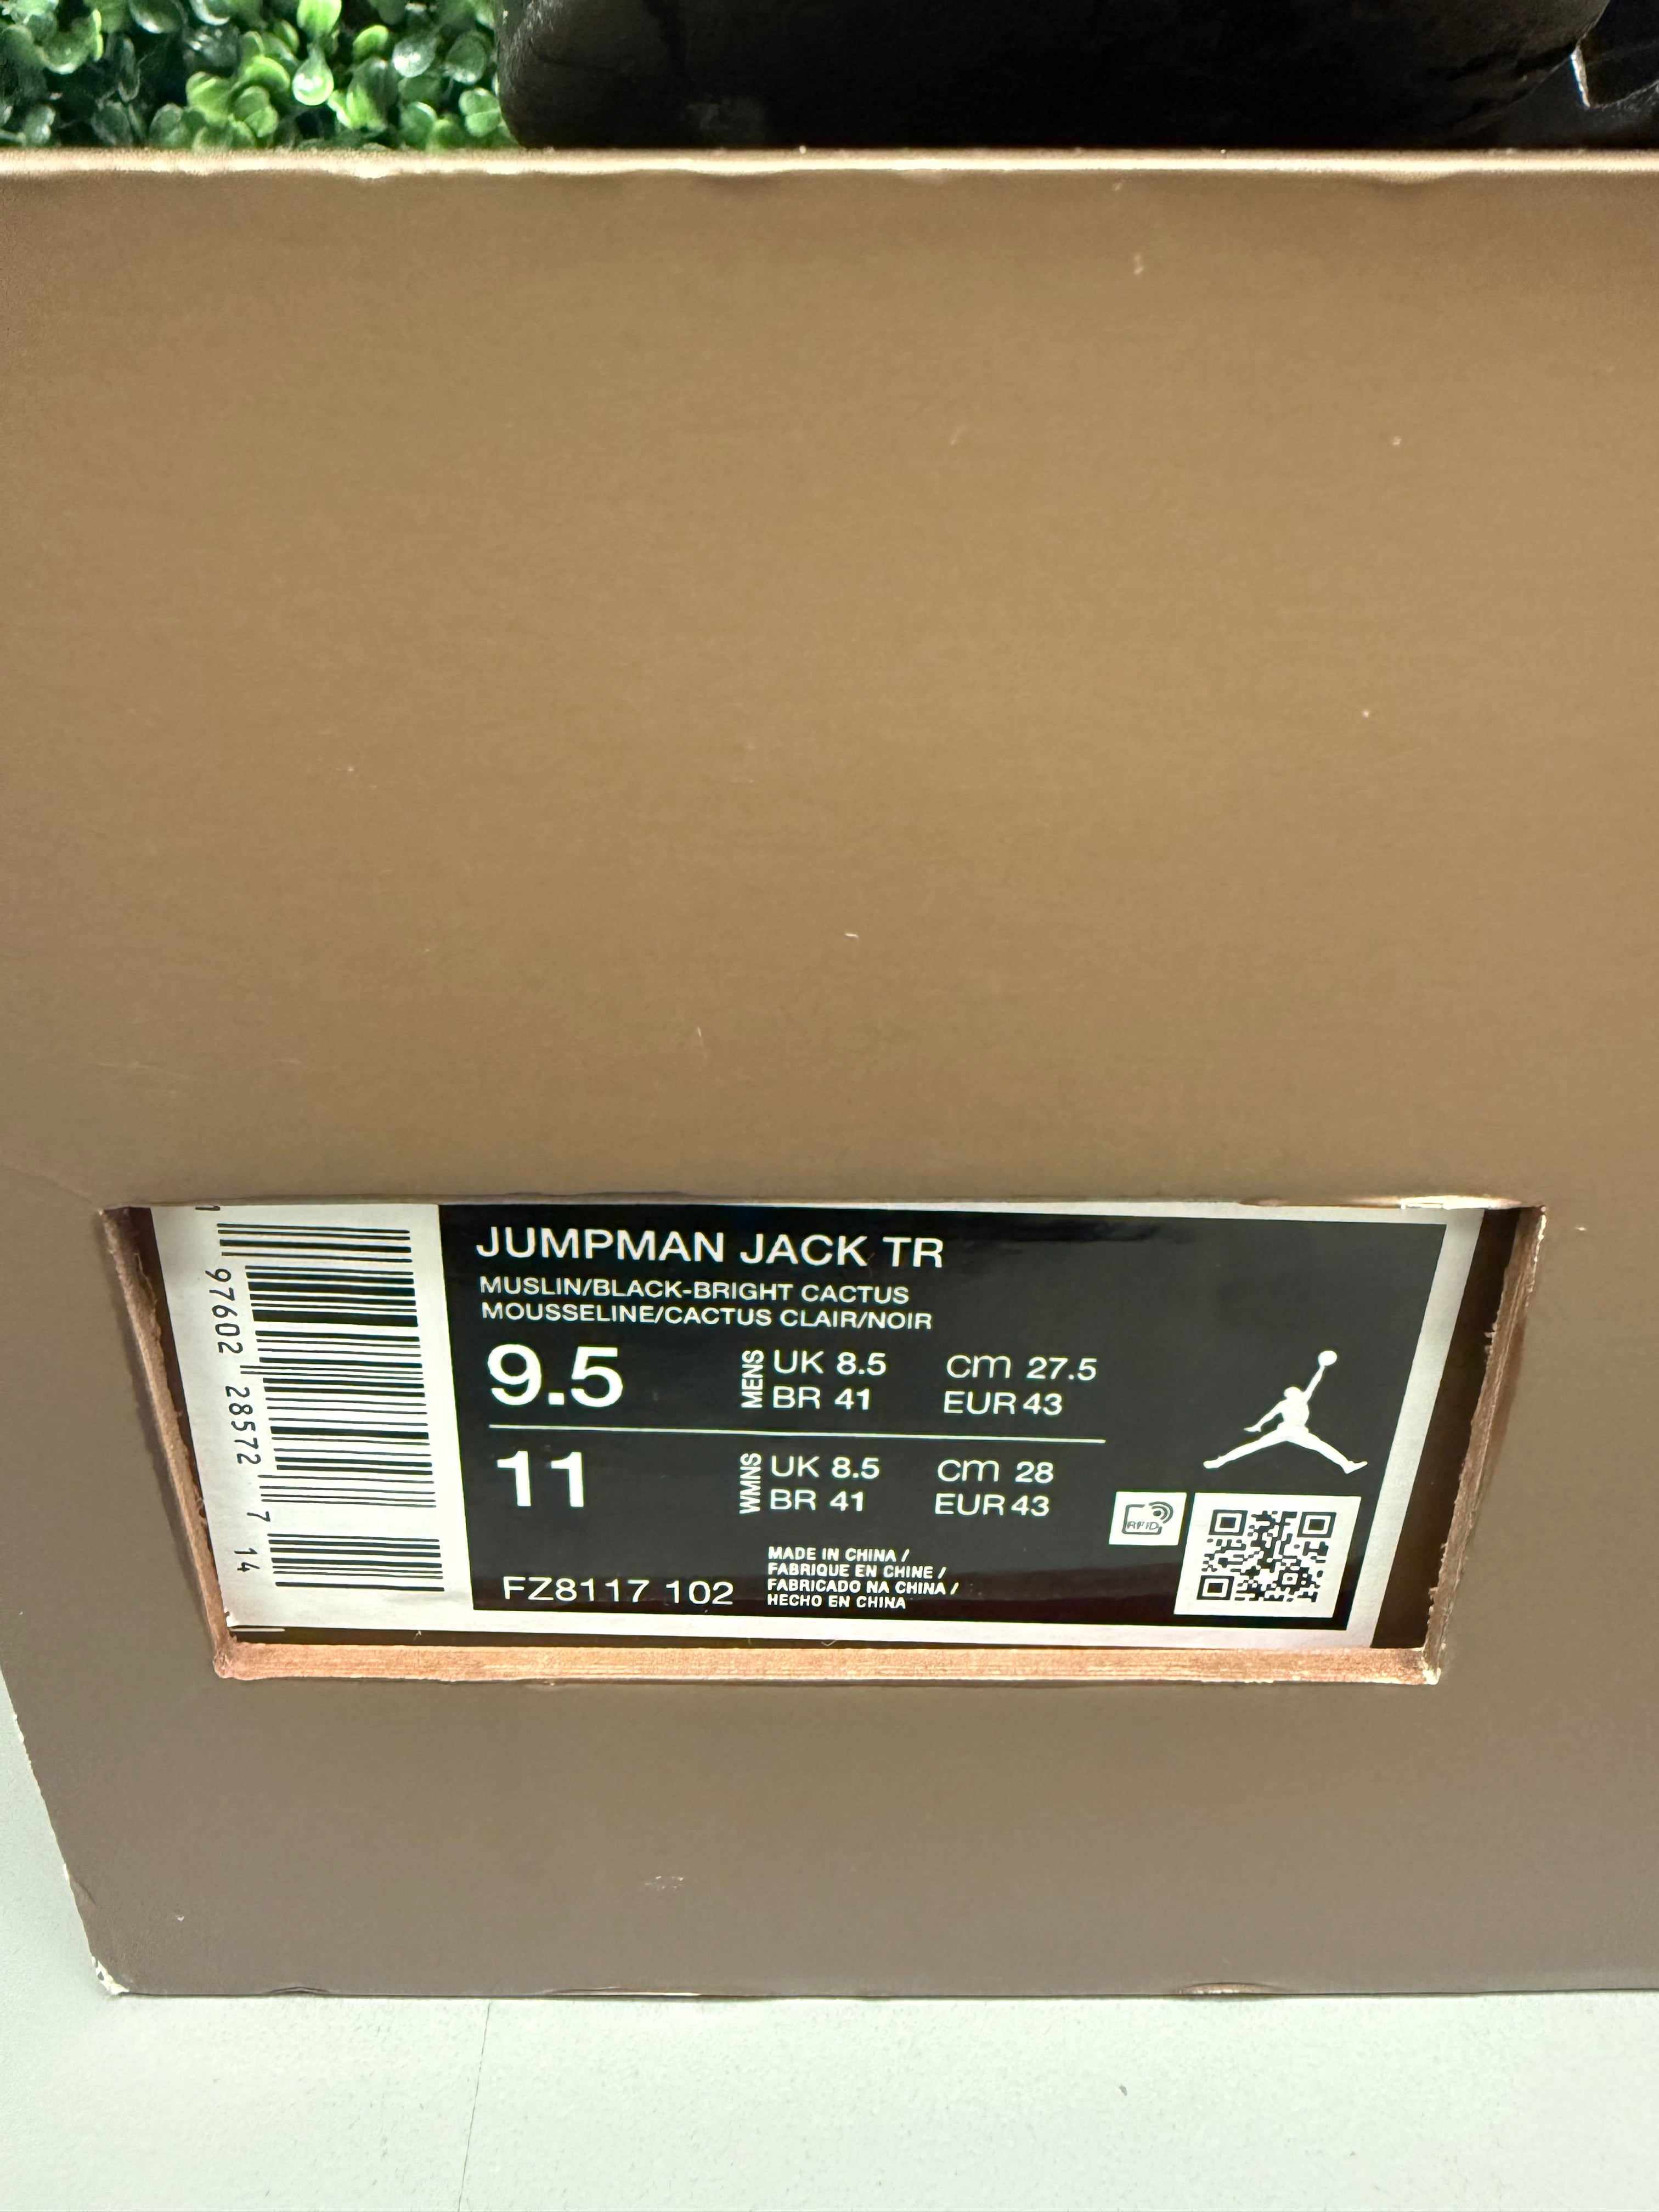 JUMPMAN JACK TR
MUSLIN/BLACK-BRIGHT CACTUS
MOUSSELINE/CACTUS CLAIR/NOIR
9.5 MENS UK 8.5 cm 27.5
BR 41 EUR 43
11 WMNS UK 8.5 cm 28
BR 41 EUR 43
RFID
MADE IN CHINA /
FABRIQUE EN CHINE /
FABRICADO NA CHINA /
HECHO EN CHINA
FZ8117 102
1 97602 28572 7 14